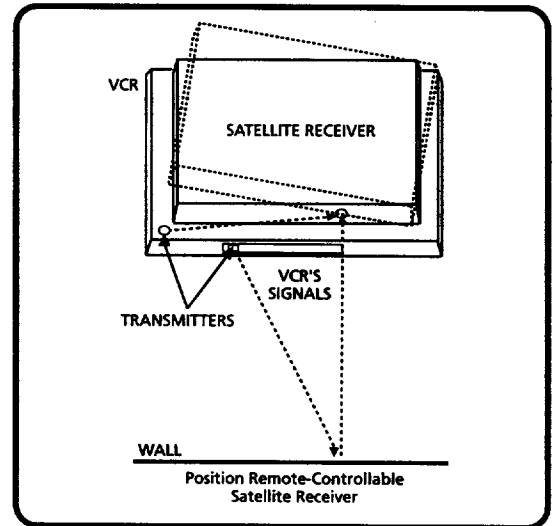 VCR
SATELLITE RECEIVER
VCR'S
SIGNALS
TRANSMITTERS
WALL
Position Remote-Controllable
Satellite Receiver